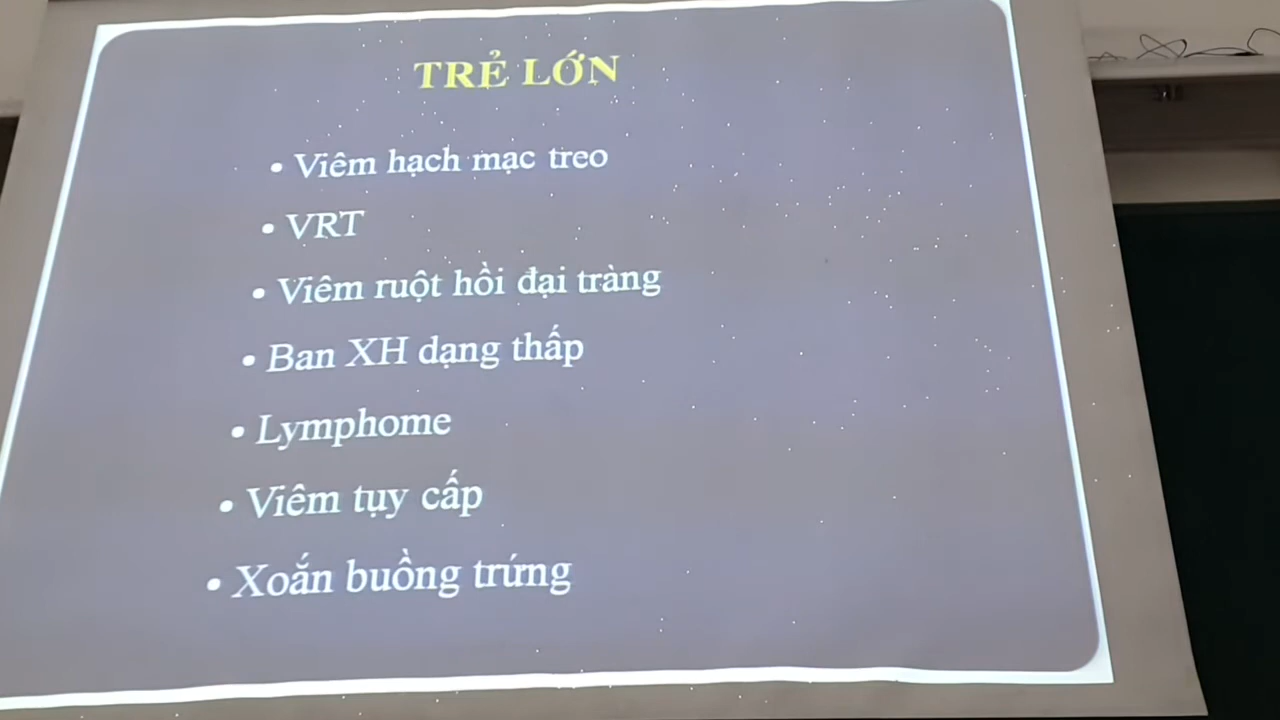 TRẺ LỚN
• Viêm hạch mạc treo
• VRT
• Viêm ruột hồi đại tràng
• Ban XH dạng thấp
• Lymphome
• Viêm tụy cấp
• Xoắn buồng trứng